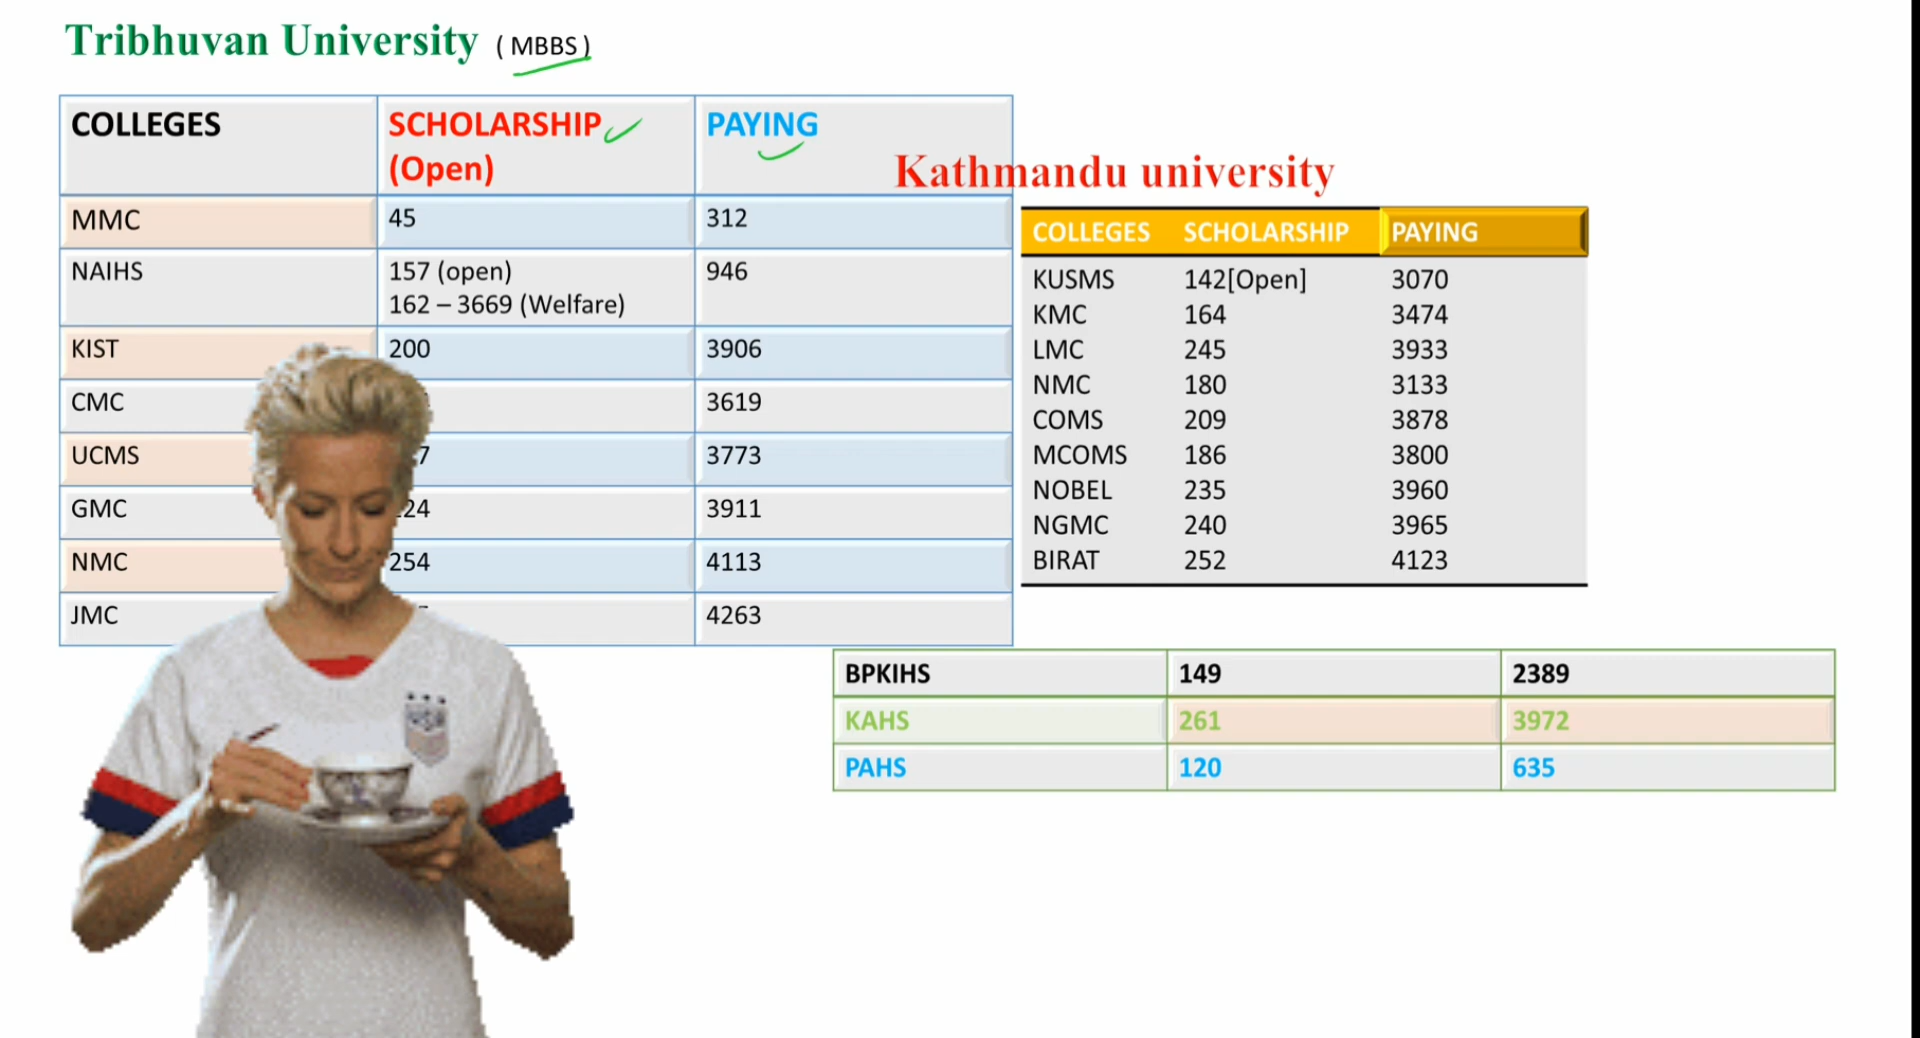 Tribhuvan University ( MBBS )
COLLEGES SCHOLARSHIP (Open) PAYING
MMC 45 312
NAIHS 157 (open) 162 – 3669 (Welfare) 946
KIST 200 3906
CMC 3619
UCMS 3773
GMC 3911
NMC 254 4113
JMC 4263
Kathmandu university
COLLEGES SCHOLARSHIP PAYING
KUSMS 142[Open] 3070
KMC 164 3474
LMC 245 3933
NMC 180 3133
COMS 209 3878
MCOMS 186 3800
NOBEL 235 3960
NGMC 240 3965
BIRAT 252 4123
BPKIHS 149 2389
KAHS 261 3972
PAHS 120 635